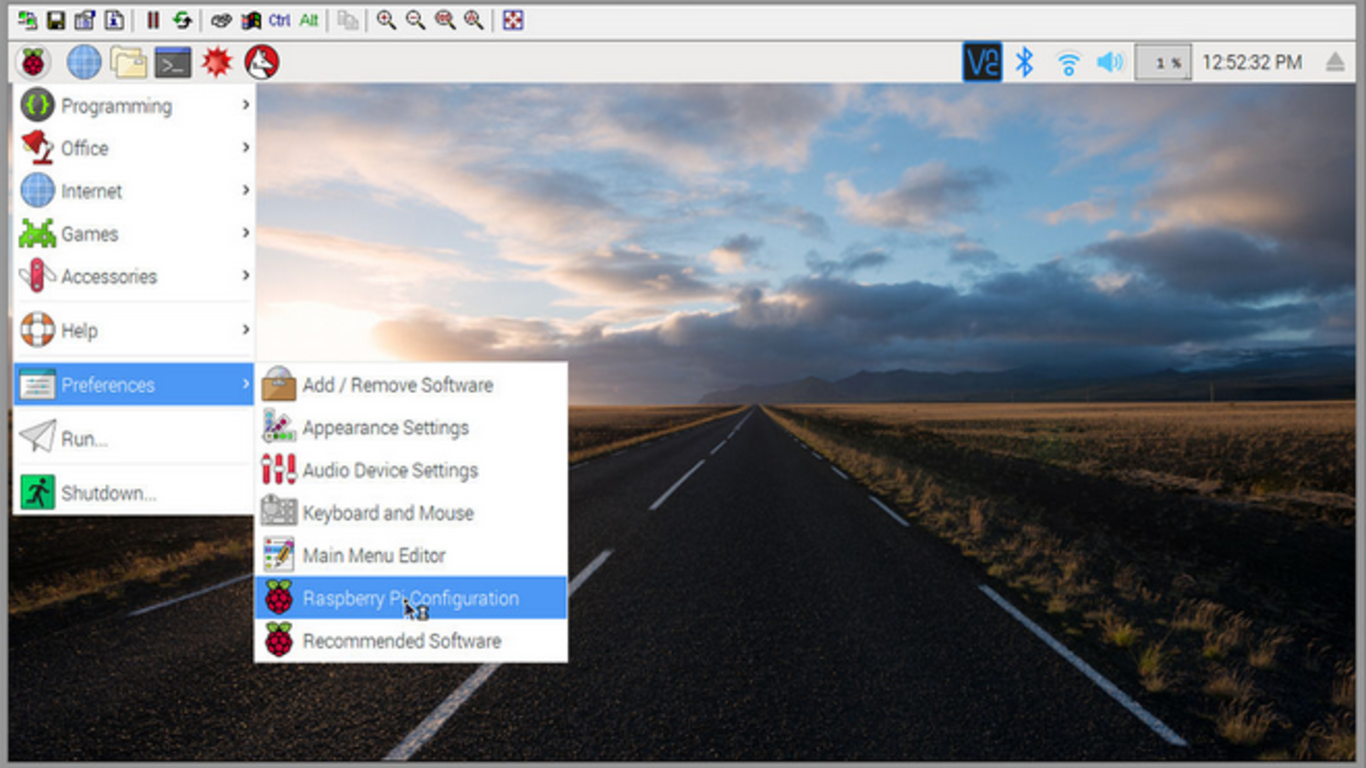 Ctrl Alt
VNC 1 % 12:52:32 PM
Programming
Office
Internet
Games
Accessories
Help
Preferences
Run...
Shutdown...
Add / Remove Software
Appearance Settings
Audio Device Settings
Keyboard and Mouse
Main Menu Editor
Raspberry Pi Configuration
Recommended Software